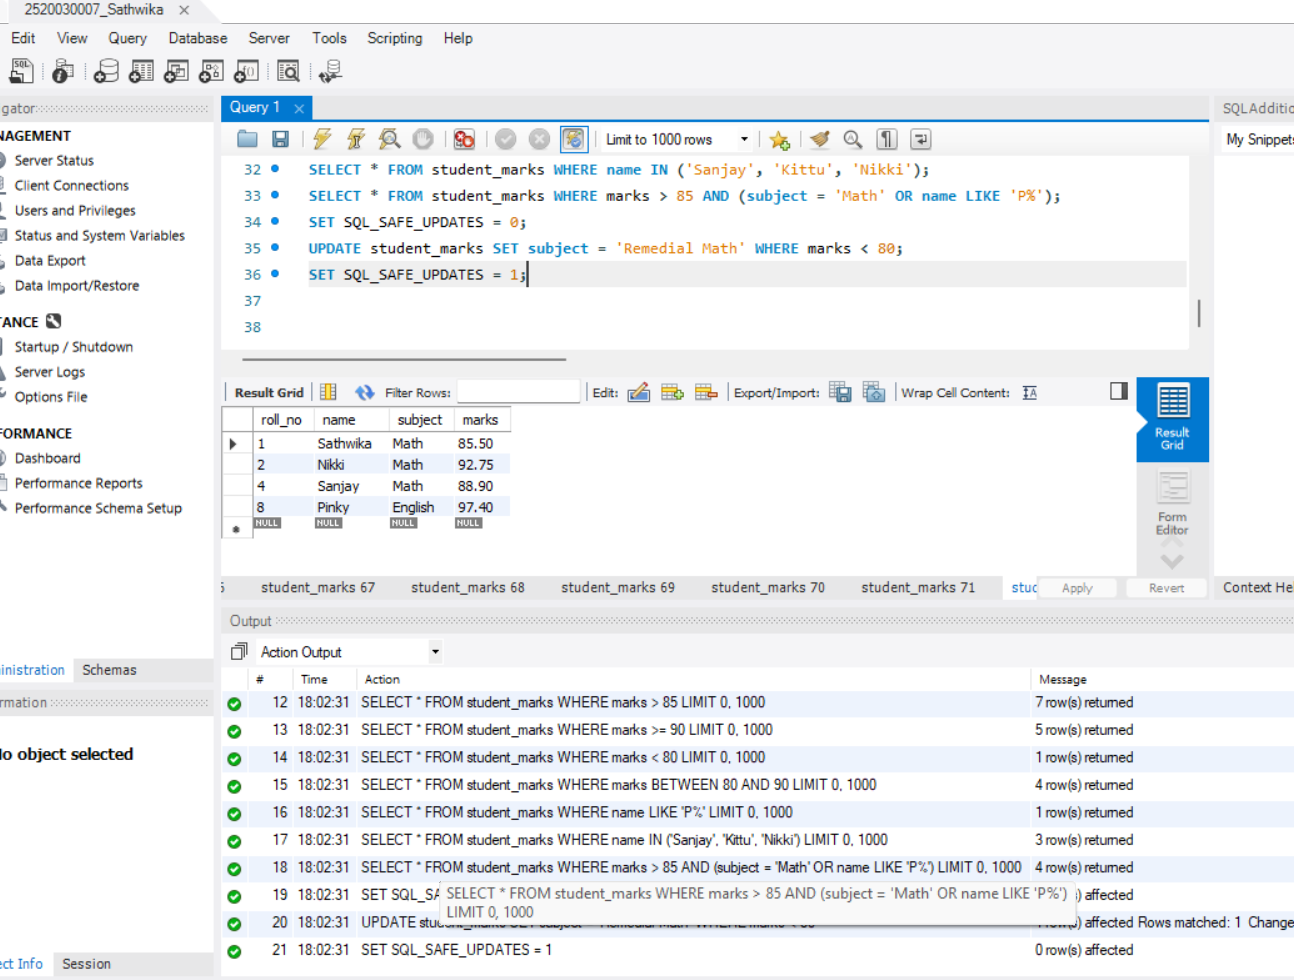 2520030007_Sathwika ×
Edit View Query Database Server Tools Scripting Help
gator
NAGEMENT
Server Status
Client Connections
Users and Privileges
Status and System Variables
Data Export
Data Import/Restore
TANCE
Startup / Shutdown
Server Logs
Options File
FORMANCE
Dashboard
Performance Reports
Performance Schema Setup
inistration Schemas
rmation
lo object selected
ect Info Session
Query 1 ×
Limit to 1000 rows
32 SELECT * FROM student_marks WHERE name IN ('Sanjay', 'Kittu', 'Nikki');
33 SELECT * FROM student_marks WHERE marks > 85 AND (subject = 'Math' OR name LIKE 'P%');
34 SET SQL_SAFE_UPDATES = 0;
35 UPDATE student_marks SET subject = 'Remedial Math' WHERE marks < 80;
36 SET SQL_SAFE_UPDATES = 1;
37
38
Result Grid Filter Rows: Edit: Export/Import: Wrap Cell Content:
roll_no name subject marks
1 Sathwika Math 85.50
2 Nikki Math 92.75
4 Sanjay Math 88.90
8 Pinky English 97.40
NULL NULL NULL NULL
Result
Grid
Form
Editor
student_marks 67 student_marks 68 student_marks 69 student_marks 70 student_marks 71 stud Apply Revert
SQLAdditio
My Snippets
Context Hel
Output
Action Output
# Time Action Message
12 18:02:31 SELECT * FROM student_marks WHERE marks > 85 LIMIT 0, 1000 7 row(s) returned
13 18:02:31 SELECT * FROM student_marks WHERE marks >= 90 LIMIT 0, 1000 5 row(s) returned
14 18:02:31 SELECT * FROM student_marks WHERE marks < 80 LIMIT 0, 1000 1 row(s) returned
15 18:02:31 SELECT * FROM student_marks WHERE marks BETWEEN 80 AND 90 LIMIT 0, 1000 4 row(s) returned
16 18:02:31 SELECT * FROM student_marks WHERE name LIKE 'P%' LIMIT 0, 1000 1 row(s) returned
17 18:02:31 SELECT * FROM student_marks WHERE name IN ('Sanjay', 'Kittu', 'Nikki') LIMIT 0, 1000 3 row(s) returned
18 18:02:31 SELECT * FROM student_marks WHERE marks > 85 AND (subject = 'Math' OR name LIKE 'P%') LIMIT 0, 1000 4 row(s) returned
19 18:02:31 SET SQL_SA ) affected
SELECT * FROM student_marks WHERE marks > 85 AND (subject = 'Math' OR name LIKE 'P%')
LIMIT 0, 1000
20 18:02:31 UPDATE affected Rows matched: 1 Change
21 18:02:31 SET SQL_SAFE_UPDATES = 1 0 row(s) affected